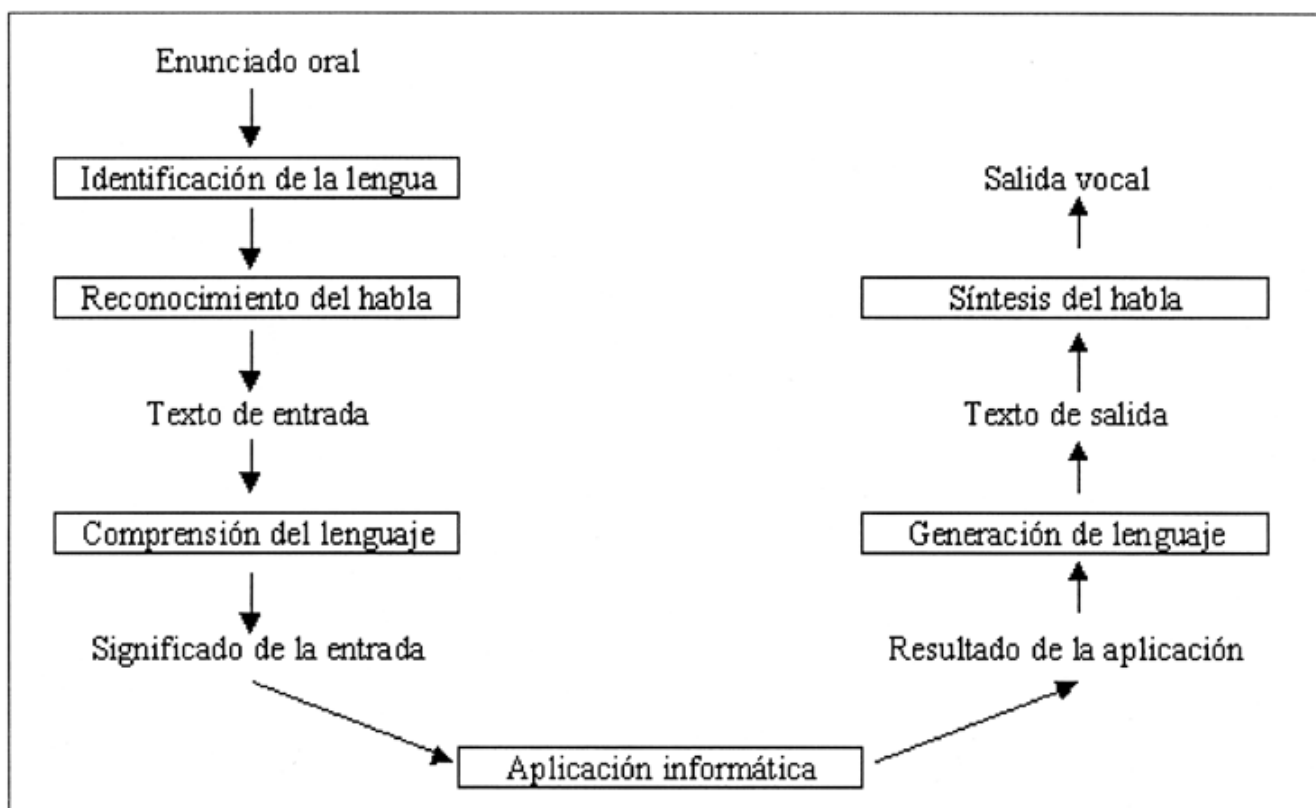 Enunciado oral
Identificación de la lengua
Reconocimiento del habla
Texto de entrada
Comprensión del lenguaje
Significado de la entrada
Aplicación informática
Resultado de la aplicación
Generación de lenguaje
Texto de salida
Síntesis del habla
Salida vocal